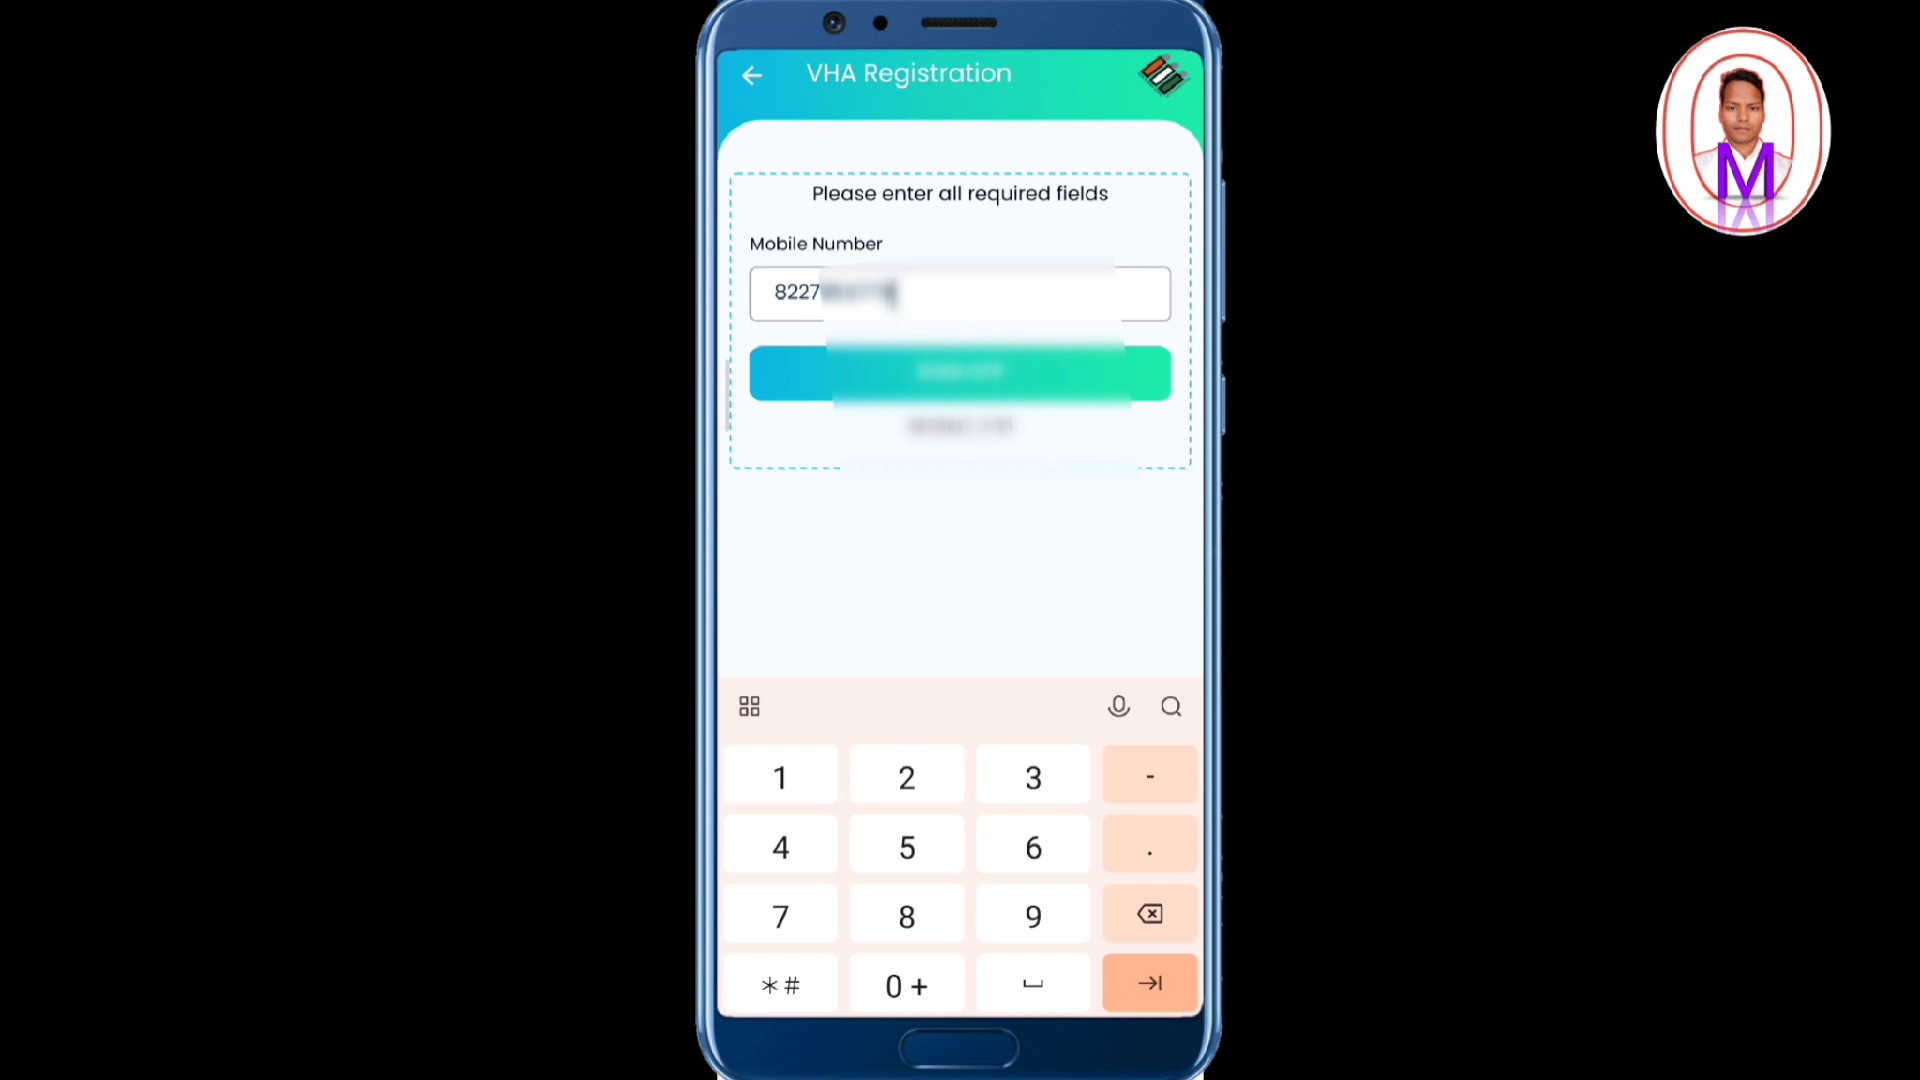 VHA Registration
Please enter all required fields
Mobile Number
8227
1 2 3 -
4 5 6 .
7 8 9
*# 0 +
M